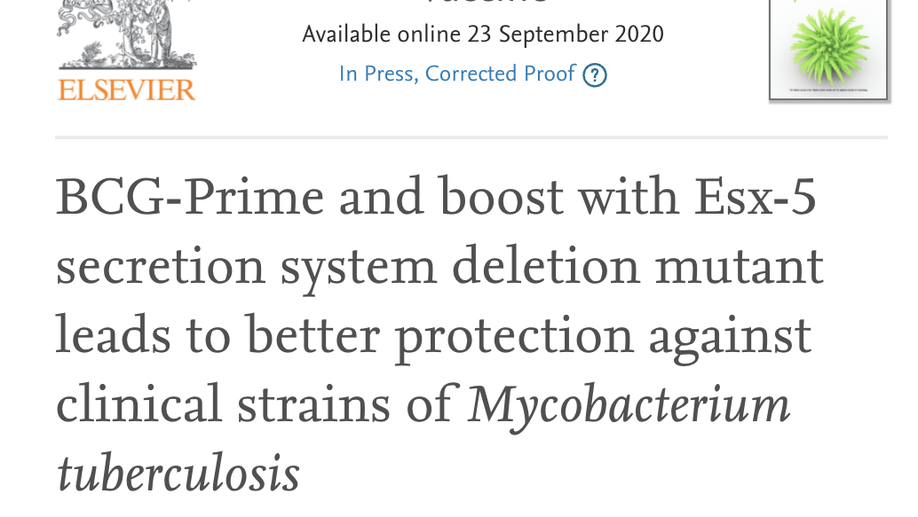 Available online 23 September 2020
In Press, Corrected Proof ?
ELSEVIER
BCG-Prime and boost with Esx-5
secretion system deletion mutant
leads to better protection against
clinical strains of Mycobacterium
tuberculosis